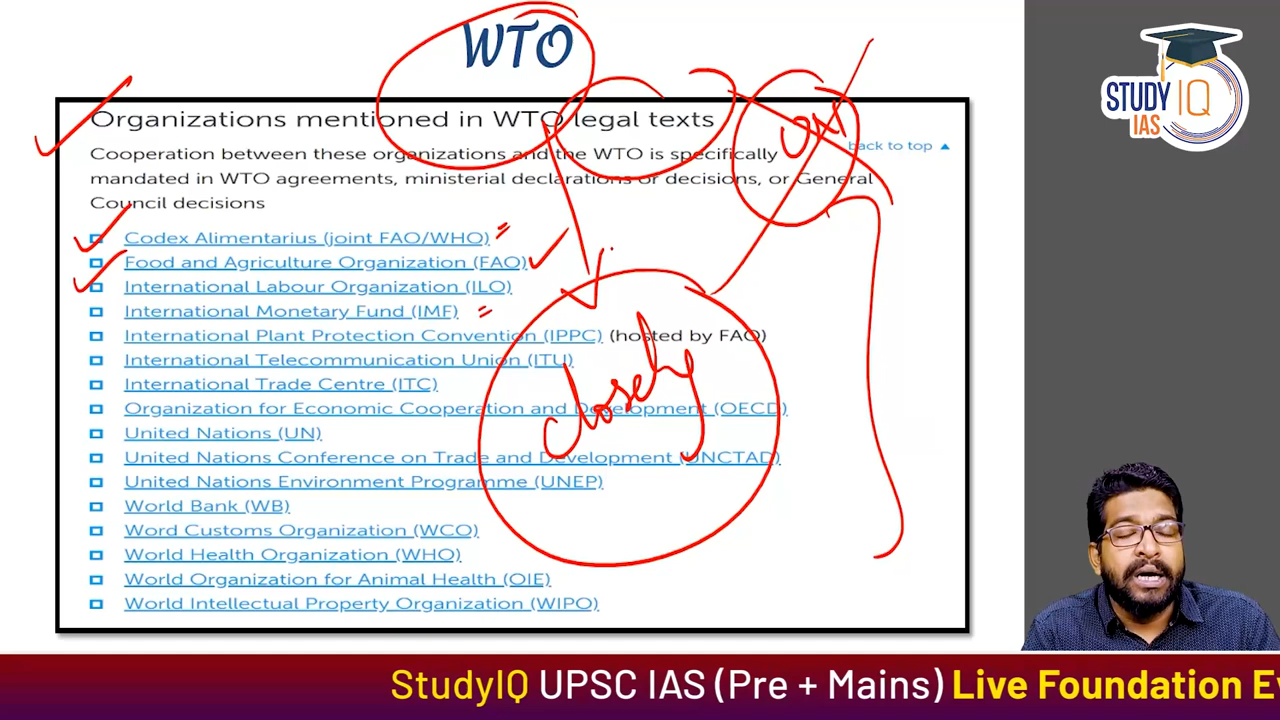 WTO
STUDY IQ
IAS
Organizations mentioned in WTO legal texts
back to top
Cooperation between these organizations and the WTO is specifically
mandated in WTO agreements, ministerial declarations or decisions, or General
Council decisions
Codex Alimentarius (joint FAO/WHO)
Food and Agriculture Organization (FAO)
International Labour Organization (ILO)
International Monetary Fund (IMF)
International Plant Protection Convention (IPPC) (hosted by FAO)
International Telecommunication Union (ITU)
International Trade Centre (ITC)
Organization for Economic Cooperation and Development (OECD)
closely
United Nations (UN)
United Nations Conference on Trade and Development (UNCTAD)
United Nations Environment Programme (UNEP)
World Bank (WB)
Word Customs Organization (WCO)
World Health Organization (WHO)
World Organization for Animal Health (OIE)
World Intellectual Property Organization (WIPO)
StudyIQ UPSC IAS (Pre + Mains) Live Foundation